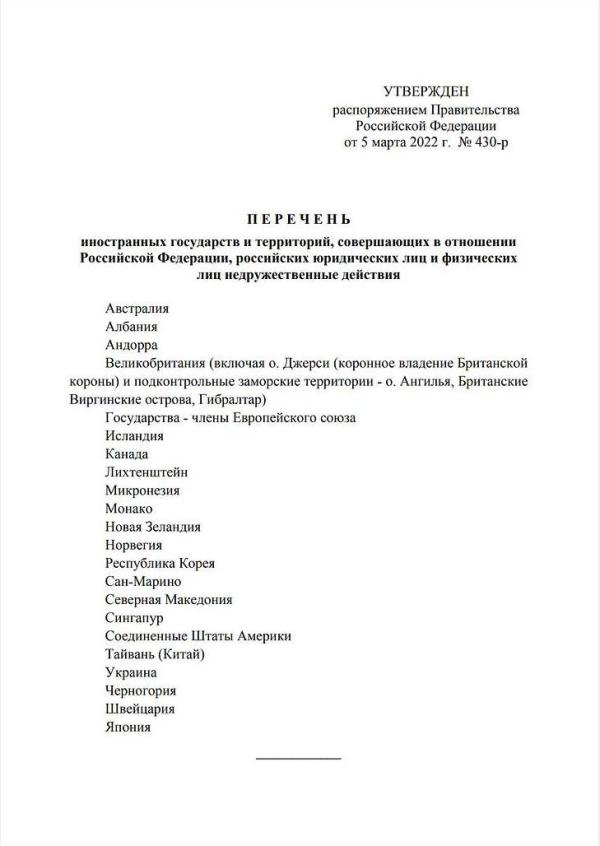 УТВЕРЖДЕН
распоряжением Правительства
Российской Федерации
от 5 марта 2022 г. № 430-р
П Е Р Е Ч Е Н Ь
иностранных государств и территорий, совершающих в отношении
Российской Федерации, российских юридических лиц и физических
лиц недружественные действия
Австралия
Албания
Андорра
Великобритания (включая о. Джерси (коронное владение Британской
короны) и подконтрольные заморские территории - о. Ангилья, Британские
Виргинские острова, Гибралтар)
Государства - члены Европейского союза
Исландия
Канада
Лихтенштейн
Микронезия
Монако
Новая Зеландия
Норвегия
Республика Корея
Сан-Марино
Северная Македония
Сингапур
Соединенные Штаты Америки
Тайвань (Китай)
Украина
Черногория
Швейцария
Япония